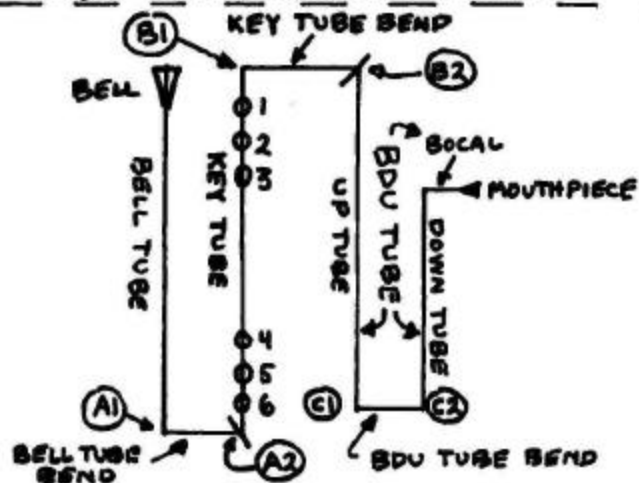 KEY TUBE BEND
B1
B2
BELL
1
2
3
BOCAL
MOUTHPIECE
BELL TUBE
KEY TUBE
UP TUBE
BDU TUBE
DOWN TUBE
4
5
6
A1
C1
C2
BELL TUBE
BEND
A2
BDU TUBE BEND